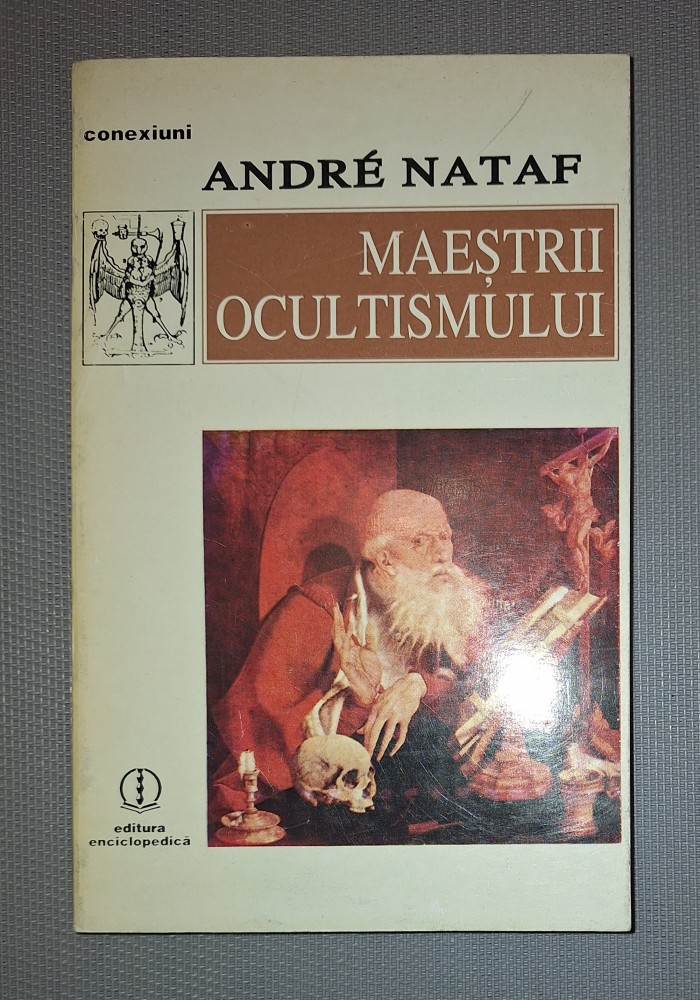 conexiuni
ANDRÉ NATAF
MAEȘTRII
OCULTISMULUI
editura
enciclopedică